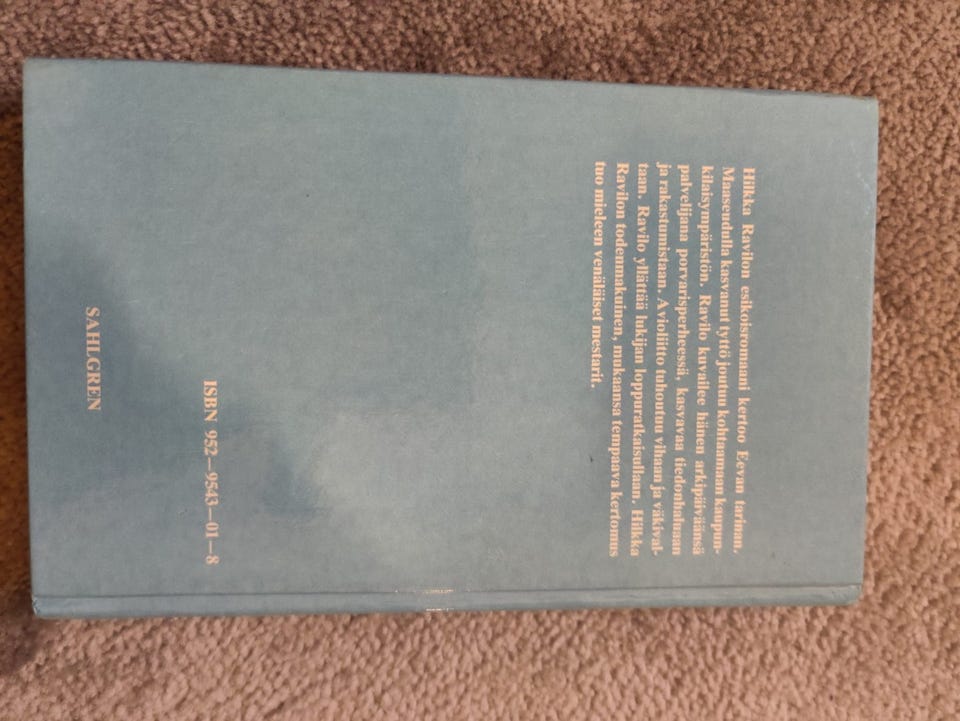 Hilkka Ravilon esikoisromaani kertoo Eevan tarinan.
Maaseudulla kasvanut tyttö joutuu kohtaamaan kaupun-
kilaisympäristön. Ravilo kuvailee hänen arkipäiväänsä
palvelijana porvarisperheessä, kasvavaa tiedonhaluaan
ja rakastumistaan. Avioliitto tuhoutuu vihaan ja väkival-
taan. Ravilo yllättää lukijan loppuratkaisullaan. Hilkka
Ravilon todenmakuinen, mukaansa tempaava kertomus
tuo mieleen venäläiset mestarit.
ISBN 952—9543—01—8
SAHLGREN